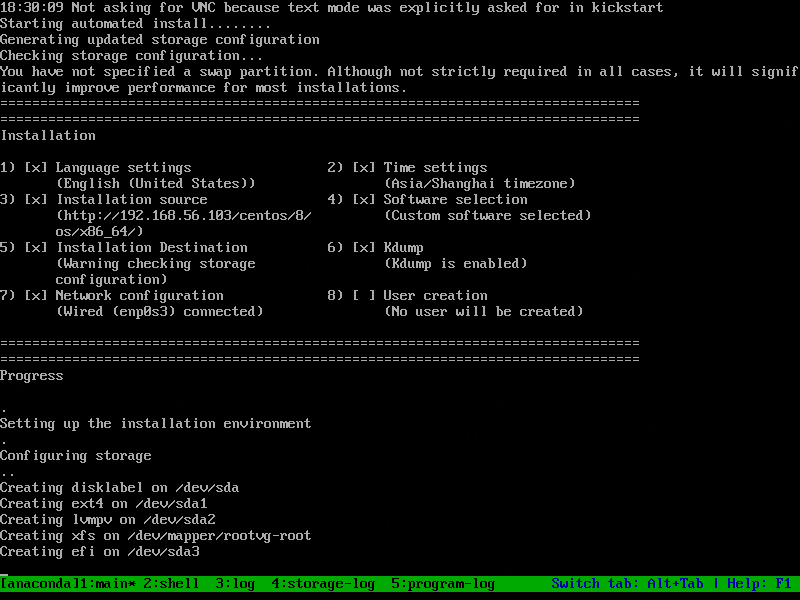 18:30:09 Not asking for VNC because text mode was explicitly asked for in kickstart
Starting automated install........
Generating updated storage configuration
Checking storage configuration...
You have not specified a swap partition. Although not strictly required in all cases, it will signif
icantly improve performance for most installations.
================================================================================
================================================================================
Installation
1) [x] Language settings 2) [x] Time settings
(English (United States)) (Asia/Shanghai timezone)
3) [x] Installation source 4) [x] Software selection
(http://192.168.56.103/centos/8/ (Custom software selected)
os/x86_64/)
5) [x] Installation Destination 6) [x] Kdump
(Warning checking storage (Kdump is enabled)
configuration)
7) [x] Network configuration 8) [ ] User creation
(Wired (enp0s3) connected) (No user will be created)
================================================================================
================================================================================
Progress
.
Setting up the installation environment
.
Configuring storage
..
Creating disklabel on /dev/sda
Creating ext4 on /dev/sda1
Creating lvmpv on /dev/sda2
Creating xfs on /dev/mapper/rootvg-root
Creating efi on /dev/sda3
[anaconda]1:main* 2:shell  3:log  4:storage-log  5:program-log Switch tab: Alt+Tab | Help: F1